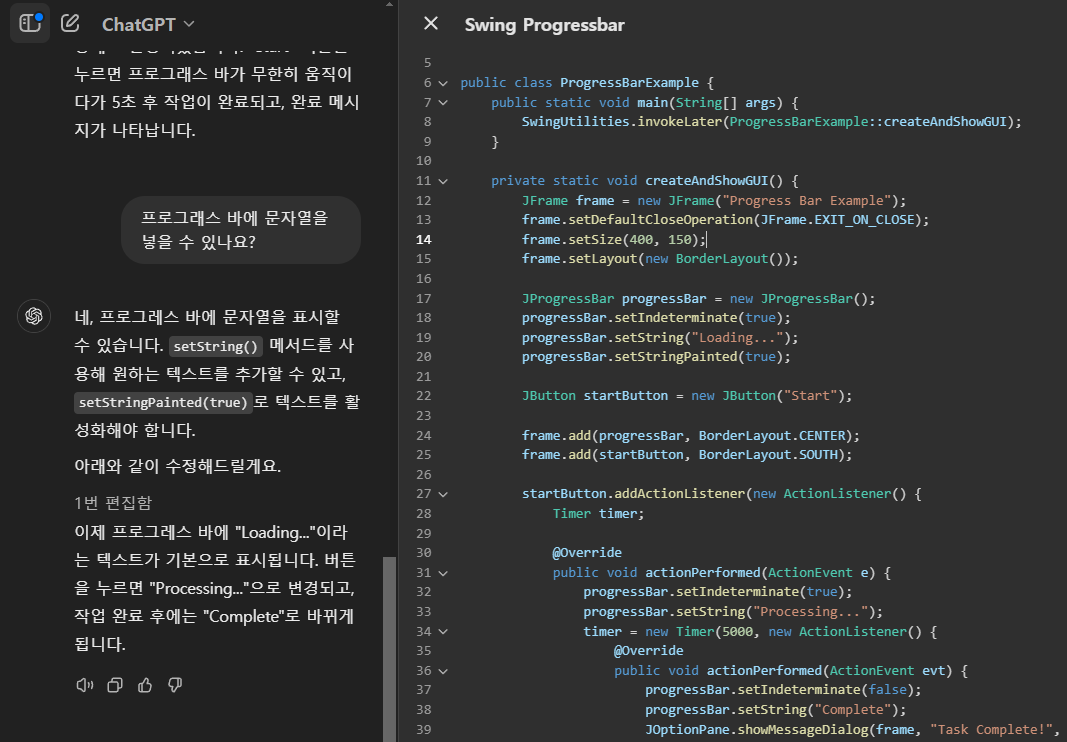 ChatGPT
누르면 프로그래스 바가 무한히 움직이
다가 5초 후 작업이 완료되고, 완료 메시
지가 나타납니다.
프로그래스 바에 문자열을
넣을 수 있나요?
네, 프로그레스 바에 문자열을 표시할
수 있습니다. setString() 메서드를 사
용해 원하는 텍스트를 추가할 수 있고,
setStringPainted(true)로 텍스트를 활
성화해야 합니다.
아래와 같이 수정해드릴게요.
1번 편집함
이제 프로그레스 바에 "Loading..."이라
는 텍스트가 기본으로 표시됩니다. 버튼
을 누르면 "Processing..."으로 변경되고,
작업 완료 후에는 "Complete"로 바뀌게
됩니다.
Swing Progressbar
5
6 public class ProgressBarExample {
7 public static void main(String[] args) {
8 SwingUtilities.invokeLater(ProgressBarExample::createAndShowGUI);
9 }
10
11 private static void createAndShowGUI() {
12 JFrame frame = new JFrame("Progress Bar Example");
13 frame.setDefaultCloseOperation(JFrame.EXIT_ON_CLOSE);
14 frame.setSize(400, 150);
15 frame.setLayout(new BorderLayout());
16
17 JProgressBar progressBar = new JProgressBar();
18 progressBar.setIndeterminate(true);
19 progressBar.setString("Loading...");
20 progressBar.setStringPainted(true);
21
22 JButton startButton = new JButton("Start");
23
24 frame.add(progressBar, BorderLayout.CENTER);
25 frame.add(startButton, BorderLayout.SOUTH);
26
27 startButton.addActionListener(new ActionListener() {
28 Timer timer;
29
30 @Override
31 public void actionPerformed(ActionEvent e) {
32 progressBar.setIndeterminate(true);
33 progressBar.setString("Processing...");
34 timer = new Timer(5000, new ActionListener() {
35 @Override
36 public void actionPerformed(ActionEvent evt) {
37 progressBar.setIndeterminate(false);
38 progressBar.setString("Complete");
39 JOptionPane.showMessageDialog(frame, "Task Complete!",